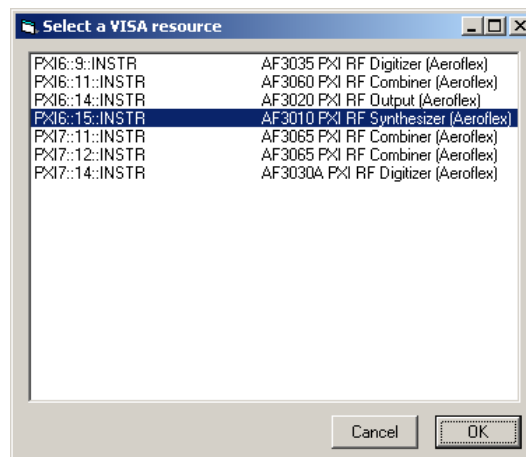 Select a VISA resource
PXI6::9::INSTR AF3035 PXI RF Digitizer (Aeroflex)
PXI6::11::INSTR AF3060 PXI RF Combiner (Aeroflex)
PXI6::14::INSTR AF3020 PXI RF Output (Aeroflex)
PXI6::15::INSTR AF3010 PXI RF Synthesizer (Aeroflex)
PXI7::11::INSTR AF3065 PXI RF Combiner (Aeroflex)
PXI7::12::INSTR AF3065 PXI RF Combiner (Aeroflex)
PXI7::14::INSTR AF3030A PXI RF Digitizer (Aeroflex)
Cancel OK